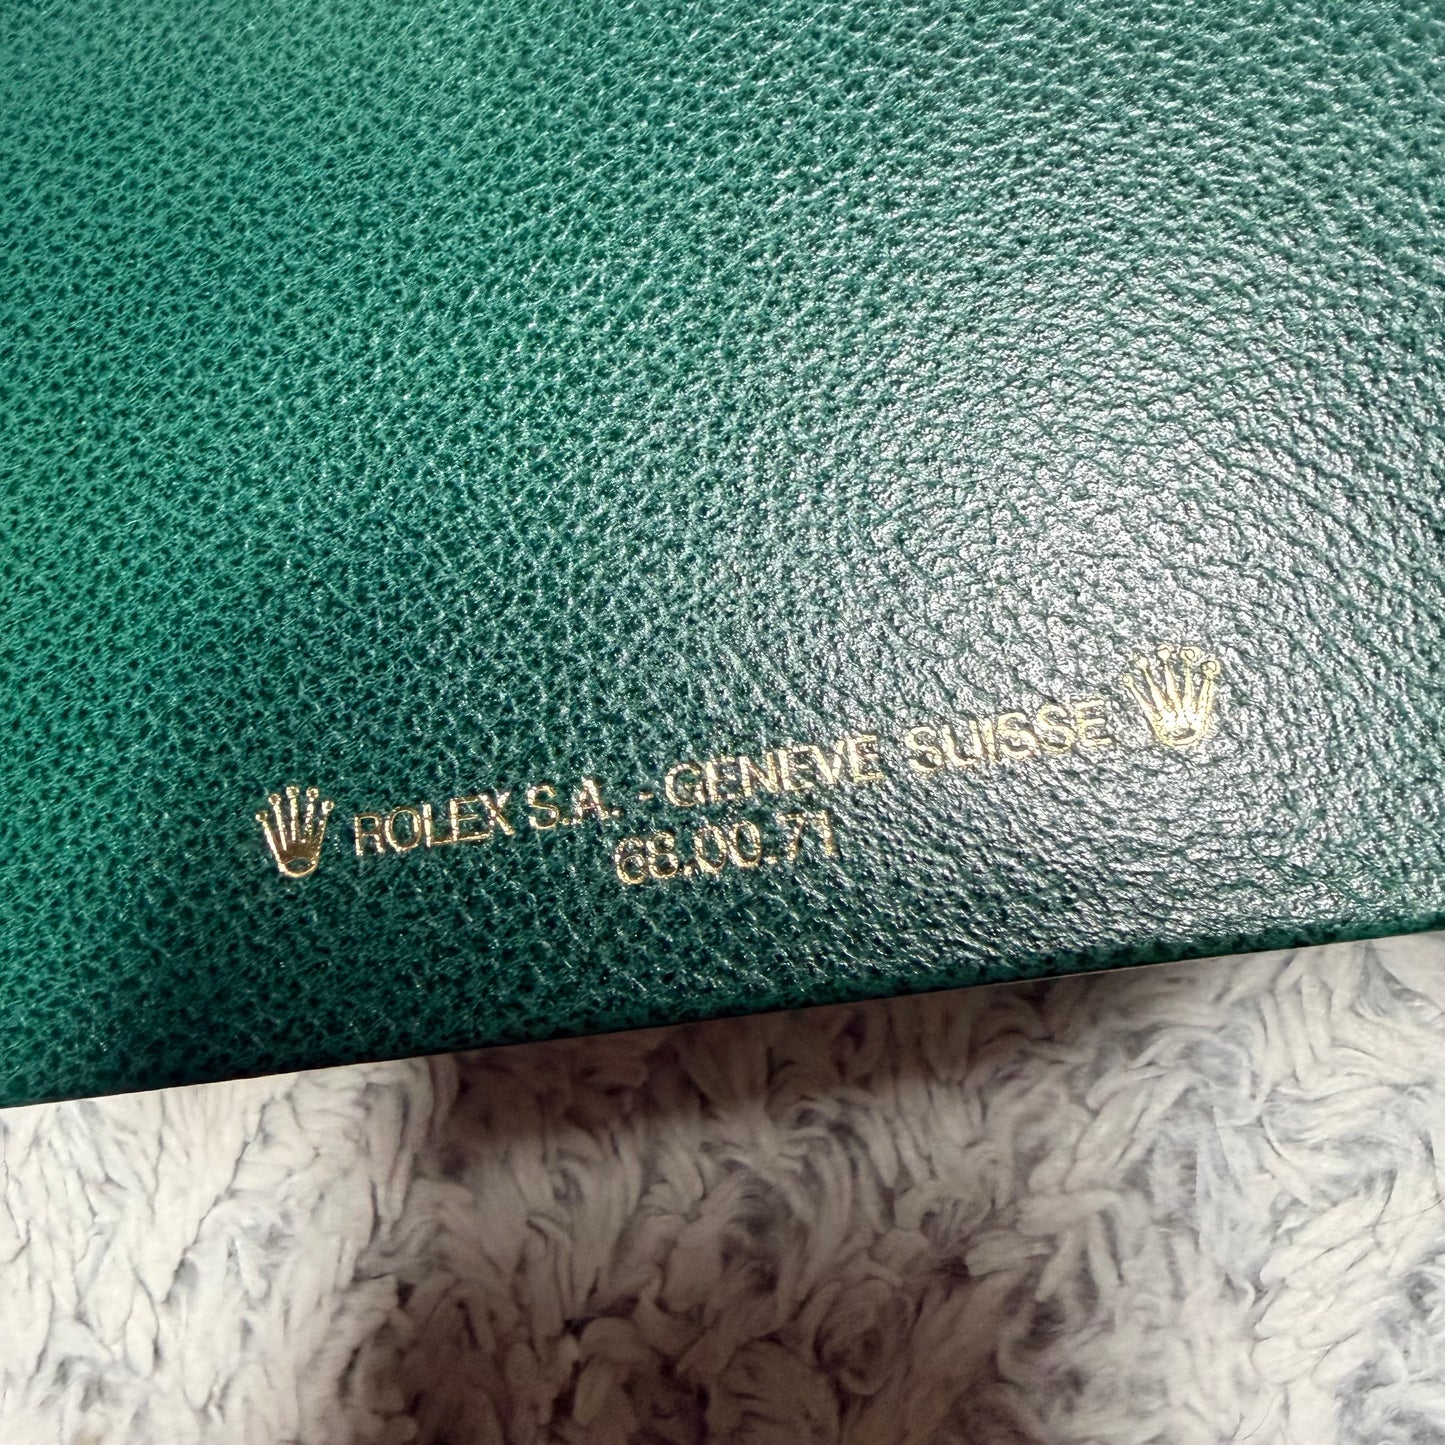 ROLEX S.A. - GENEVE SUISSE
68.00.71